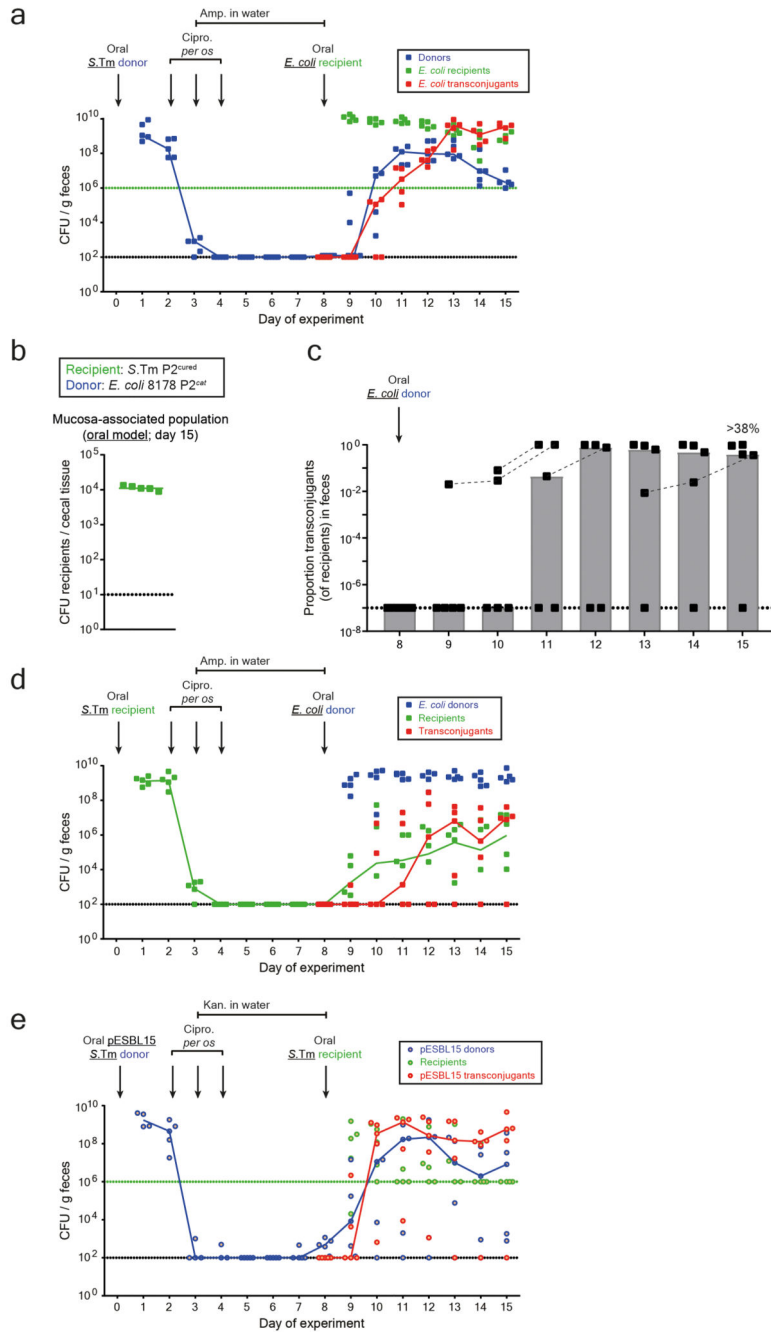 a
Amp. in water
Oral
S.Tm donor
Cipro.
per os
Oral
E. coli recipient
Donors
E. coli recipients
E. coli transconjugants
CFU / g feces
10^10
10^8
10^6
10^4
10^2
10^0
0 1 2 3 4 5 6 7 8 9 10 11 12 13 14 15
Day of experiment
b
Recipient: S.Tm P2^cured
Donor: E. coli 8178 P2^cat
Mucosa-associated population
(oral model; day 15)
CFU recipients / cecal tissue
10^5
10^4
10^3
10^2
10^1
10^0
c
Oral
E. coli donor
>38%
Proportion transconjugants
(of recipients) in feces
10^0
10^-2
10^-6
10^-8
8 9 10 11 12 13 14 15
d
Amp. in water
Oral
S.Tm recipient
Cipro.
per os
Oral
E. coli donor
E. coli donors
Recipients
Transconjugants
CFU / g feces
10^10
10^8
10^6
10^4
10^2
10^0
0 1 2 3 4 5 6 7 8 9 10 11 12 13 14 15
Day of experiment
e
Kan. in water
Oral pESBL15
S.Tm donor
Cipro.
per os
Oral
S.Tm recipient
pESBL15 donors
Recipients
pESBL15 transconjugants
CFU / g feces
10^10
10^8
10^6
10^4
10^2
10^0
0 1 2 3 4 5 6 7 8 9 10 11 12 13 14 15
Day of experiment